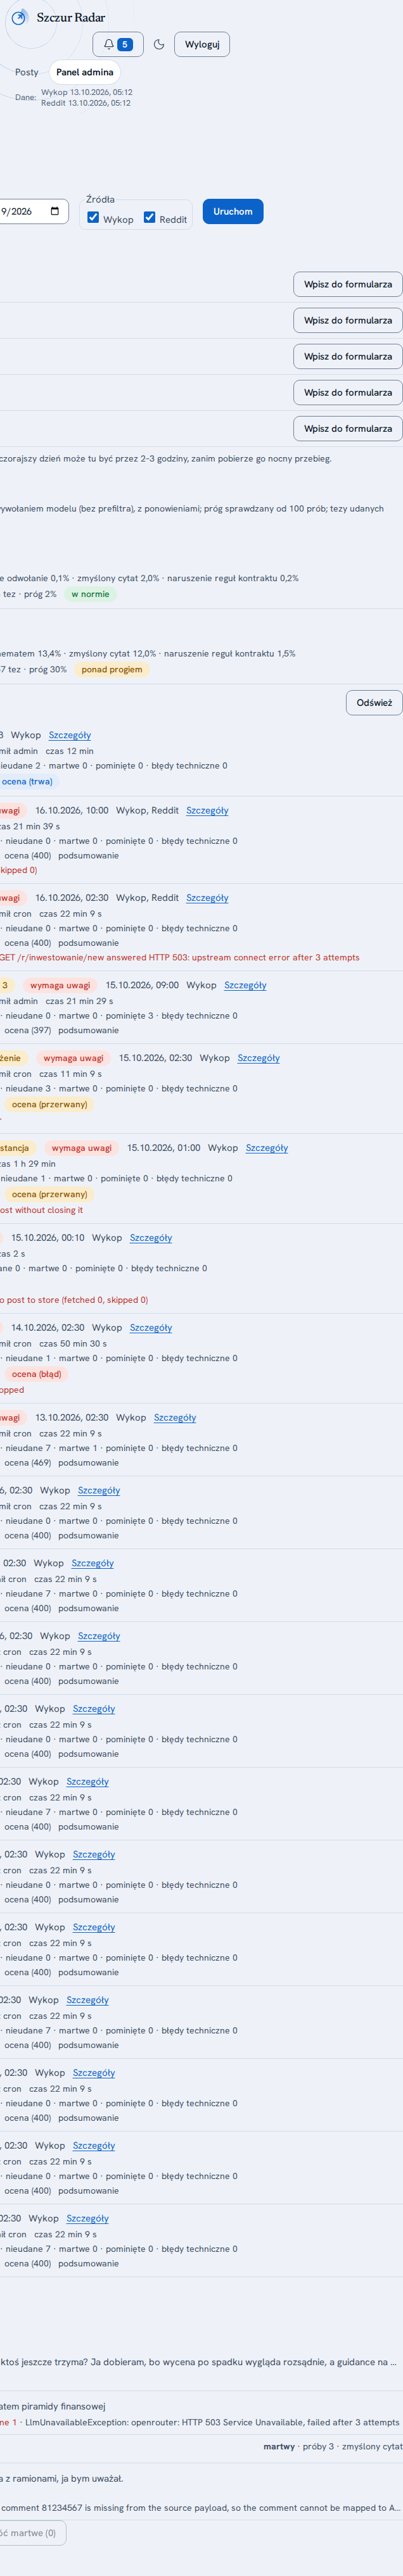 Szczur Radar
5 Wyloguj
Posty Panel admina
Dane: Wykop 13.10.2026, 05:12
Reddit 13.10.2026, 05:12
Źródła
9/2026 Wykop Reddit Uruchom
Wpisz do formularza
Wpisz do formularza
Wpisz do formularza
Wpisz do formularza
Wpisz do formularza
czorajszy dzień może tu być przez 2–3 godziny, zanim pobierze go nocny przebieg.
ywołaniem modelu (bez prefiltra), z ponowieniami; próg sprawdzany od 100 prób; tezy udanych
e odwołanie 0,1% · zmyślony cytat 2,0% · naruszenie reguł kontraktu 0,2%
tez · próg 2% w normie
ematem 13,4% · zmyślony cytat 12,0% · naruszenie reguł kontraktu 1,5%
7 tez · próg 30% ponad progiem
Odśwież
Wykop Szczegóły
mił admin czas 12 min
ieudane 2 · martwe 0 · pominięte 0 · błędy techniczne 0
ocena (trwa)
uwagi 16.10.2026, 10:00 Wykop, Reddit Szczegóły
zas 21 min 39 s
· nieudane 0 · martwe 0 · pominięte 0 · błędy techniczne 0
ocena (400) podsumowanie
skipped 0)
uwagi 16.10.2026, 02:30 Wykop, Reddit Szczegóły
mił cron czas 22 min 9 s
· nieudane 0 · martwe 0 · pominięte 0 · błędy techniczne 0
ocena (400) podsumowanie
GET /r/inwestowanie/new answered HTTP 503: upstream connect error after 3 attempts
3 wymaga uwagi 15.10.2026, 09:00 Wykop Szczegóły
mił admin czas 21 min 29 s
· nieudane 0 · martwe 0 · pominięte 3 · błędy techniczne 0
ocena (397) podsumowanie
żenie wymaga uwagi 15.10.2026, 02:30 Wykop Szczegóły
mił cron czas 11 min 9 s
· nieudane 3 · martwe 0 · pominięte 0 · błędy techniczne 0
ocena (przerwany)
stancja wymaga uwagi 15.10.2026, 01:00 Wykop Szczegóły
zas 1 h 29 min
nieudane 1 · martwe 0 · pominięte 0 · błędy techniczne 0
ocena (przerwany)
ost without closing it
15.10.2026, 00:10 Wykop Szczegóły
zas 2 s
ane 0 · martwe 0 · pominięte 0 · błędy techniczne 0
o post to store (fetched 0, skipped 0)
14.10.2026, 02:30 Wykop Szczegóły
mił cron czas 50 min 30 s
· nieudane 1 · martwe 0 · pominięte 0 · błędy techniczne 0
ocena (błąd)
opped
uwagi 13.10.2026, 02:30 Wykop Szczegóły
mił cron czas 22 min 9 s
· nieudane 7 · martwe 1 · pominięte 0 · błędy techniczne 0
ocena (469) podsumowanie
6, 02:30 Wykop Szczegóły
mił cron czas 22 min 9 s
· nieudane 0 · martwe 0 · pominięte 0 · błędy techniczne 0
ocena (400) podsumowanie
02:30 Wykop Szczegóły
ił cron czas 22 min 9 s
· nieudane 7 · martwe 0 · pominięte 0 · błędy techniczne 0
ocena (400) podsumowanie
6, 02:30 Wykop Szczegóły
cron czas 22 min 9 s
· nieudane 0 · martwe 0 · pominięte 0 · błędy techniczne 0
ocena (400) podsumowanie
, 02:30 Wykop Szczegóły
cron czas 22 min 9 s
· nieudane 0 · martwe 0 · pominięte 0 · błędy techniczne 0
ocena (400) podsumowanie
02:30 Wykop Szczegóły
cron czas 22 min 9 s
· nieudane 7 · martwe 0 · pominięte 0 · błędy techniczne 0
ocena (400) podsumowanie
, 02:30 Wykop Szczegóły
cron czas 22 min 9 s
· nieudane 0 · martwe 0 · pominięte 0 · błędy techniczne 0
ocena (400) podsumowanie
, 02:30 Wykop Szczegóły
cron czas 22 min 9 s
· nieudane 0 · martwe 0 · pominięte 0 · błędy techniczne 0
ocena (400) podsumowanie
02:30 Wykop Szczegóły
cron czas 22 min 9 s
· nieudane 7 · martwe 0 · pominięte 0 · błędy techniczne 0
ocena (400) podsumowanie
, 02:30 Wykop Szczegóły
cron czas 22 min 9 s
· nieudane 0 · martwe 0 · pominięte 0 · błędy techniczne 0
ocena (400) podsumowanie
, 02:30 Wykop Szczegóły
cron czas 22 min 9 s
· nieudane 0 · martwe 0 · pominięte 0 · błędy techniczne 0
ocena (400) podsumowanie
02:30 Wykop Szczegóły
ił cron czas 22 min 9 s
· nieudane 7 · martwe 0 · pominięte 0 · błędy techniczne 0
ocena (400) podsumowanie
ktoś jeszcze trzyma? Ja dobieram, bo wycena po spadku wygląda rozsądnie, a guidance na ...
atem piramidy finansowej
ne 1 · LlmUnavailableException: openrouter: HTTP 503 Service Unavailable, failed after 3 attempts
martwy · próby 3 · zmyślony cytat
a z ramionami, ja bym uważał.
comment 81234567 is missing from the source payload, so the comment cannot be mapped to A...
óć martwe (0)